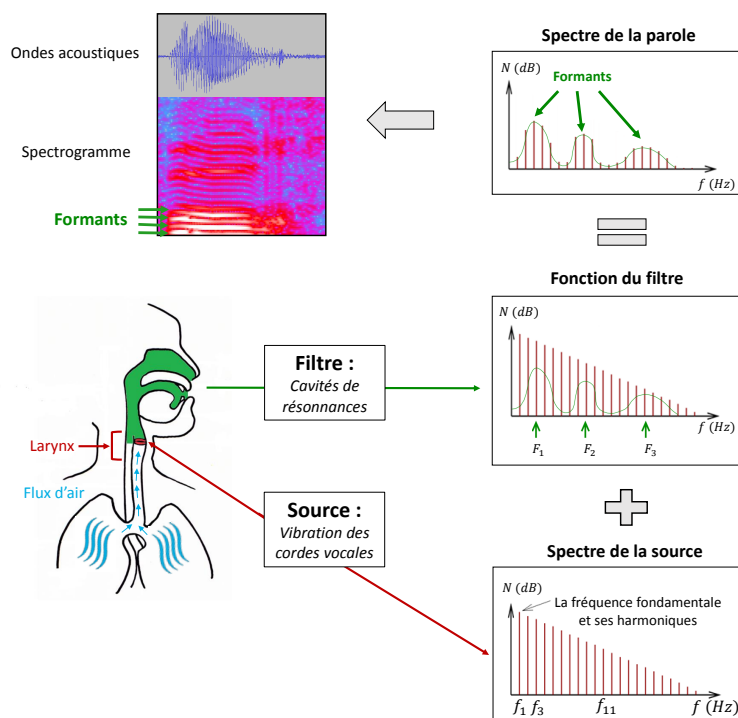 Ondes acoustiques
Spectrogramme
Formants
Spectre de la parole
N (dB)
Formants
f (Hz)
Fonction du filtre
N (dB)
F1
F2
F3
Filtre :
Cavités de
résonnances
Larynx
Flux d'air
Source :
Vibration des
cordes vocales
Spectre de la source
N (dB)
La fréquence fondamentale
et ses harmoniques
f1 f3 f11 f (Hz)